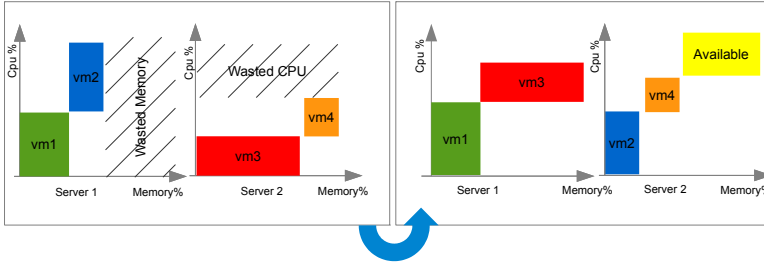 Cpu %
vm2
vm1
Wasted Memory
Server 1
Memory%
Cpu %
Wasted CPU
vm4
vm3
Server 2
Memory%
Cpu %
vm3
vm1
Server 1
Memory%
Cpu %
Available
vm4
vm2
Server 2
Memory%